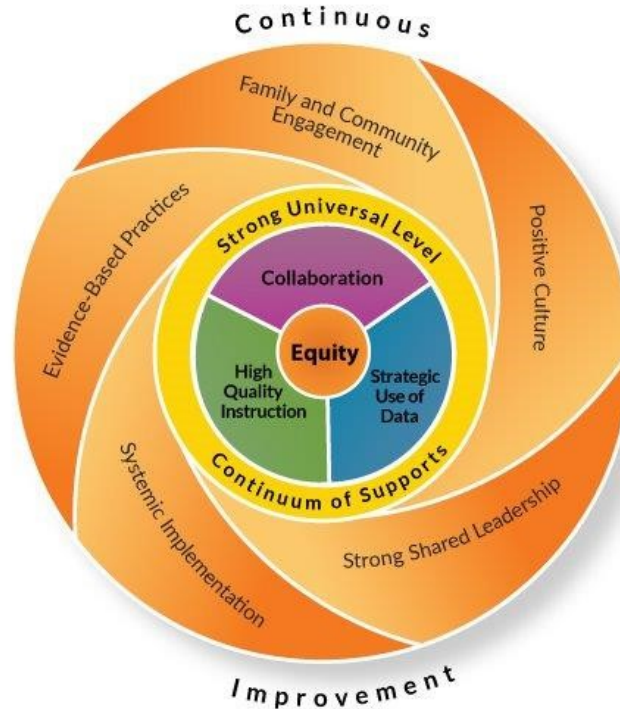 Continuous
Family and Community
Engagement
Positive Culture
Evidence-Based Practices
Strong Universal Level
Collaboration
Equity
High
Quality
Instruction
Strategic
Use of
Data
Continuum of Supports
Systemic Implementation
Strong Shared Leadership
Improvement